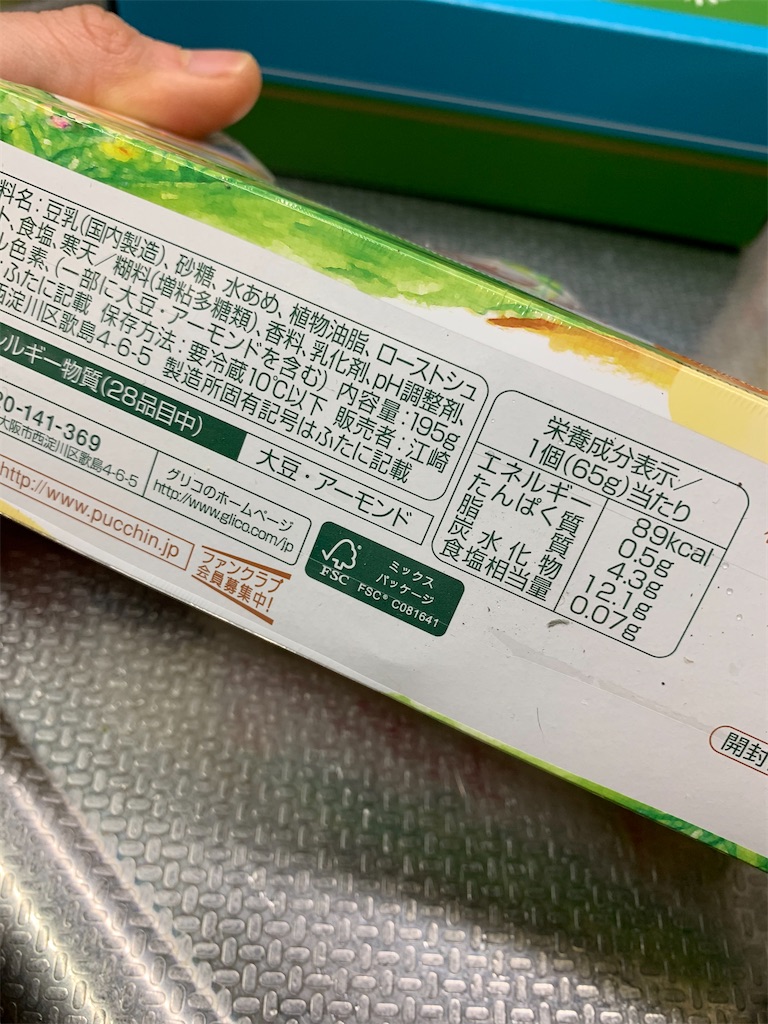 料名:豆乳(国内製造)、砂糖、水あめ、植物油脂、ローストシュ
ト、食塩、寒天/糊料(増粘多糖類)、香料、乳化剤、pH調整剤、
ル色素、(一部に大豆・アーモンドを含む) 内容量:195g
ふたに記載 保存方法:要冷蔵10℃以下 販売者:江崎
西淀川区歌島4-6-5 製造所固有記号はふたに記載
レルギー物質(28品目中)
大豆・アーモンド
20-141-369
大阪市西淀川区歌島4-6-5
グリコのホームページ
http://www.glico.com/jp
http://www.pucchin.jp
ファンクラブ
会員募集中!
FSC
ミックス
パッケージ
FSC® C081641
栄養成分表示/
1個(65g)当たり
エネルギー 89kcal
たんぱく質 0.5g
脂質 4.3g
炭水化物 12.1g
食塩相当量 0.07g
開封